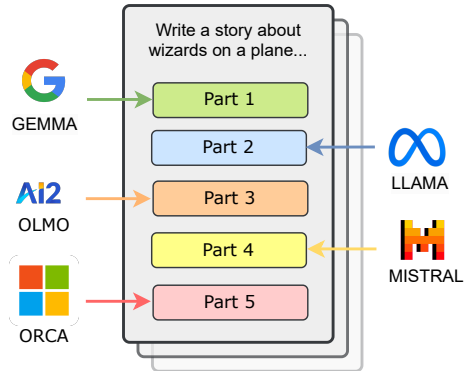 Write a story about
wizards on a plane...
Part 1
GEMMA
Part 2
LLAMA
Ai2
Part 3
OLMO
Part 4
MISTRAL
Part 5
ORCA